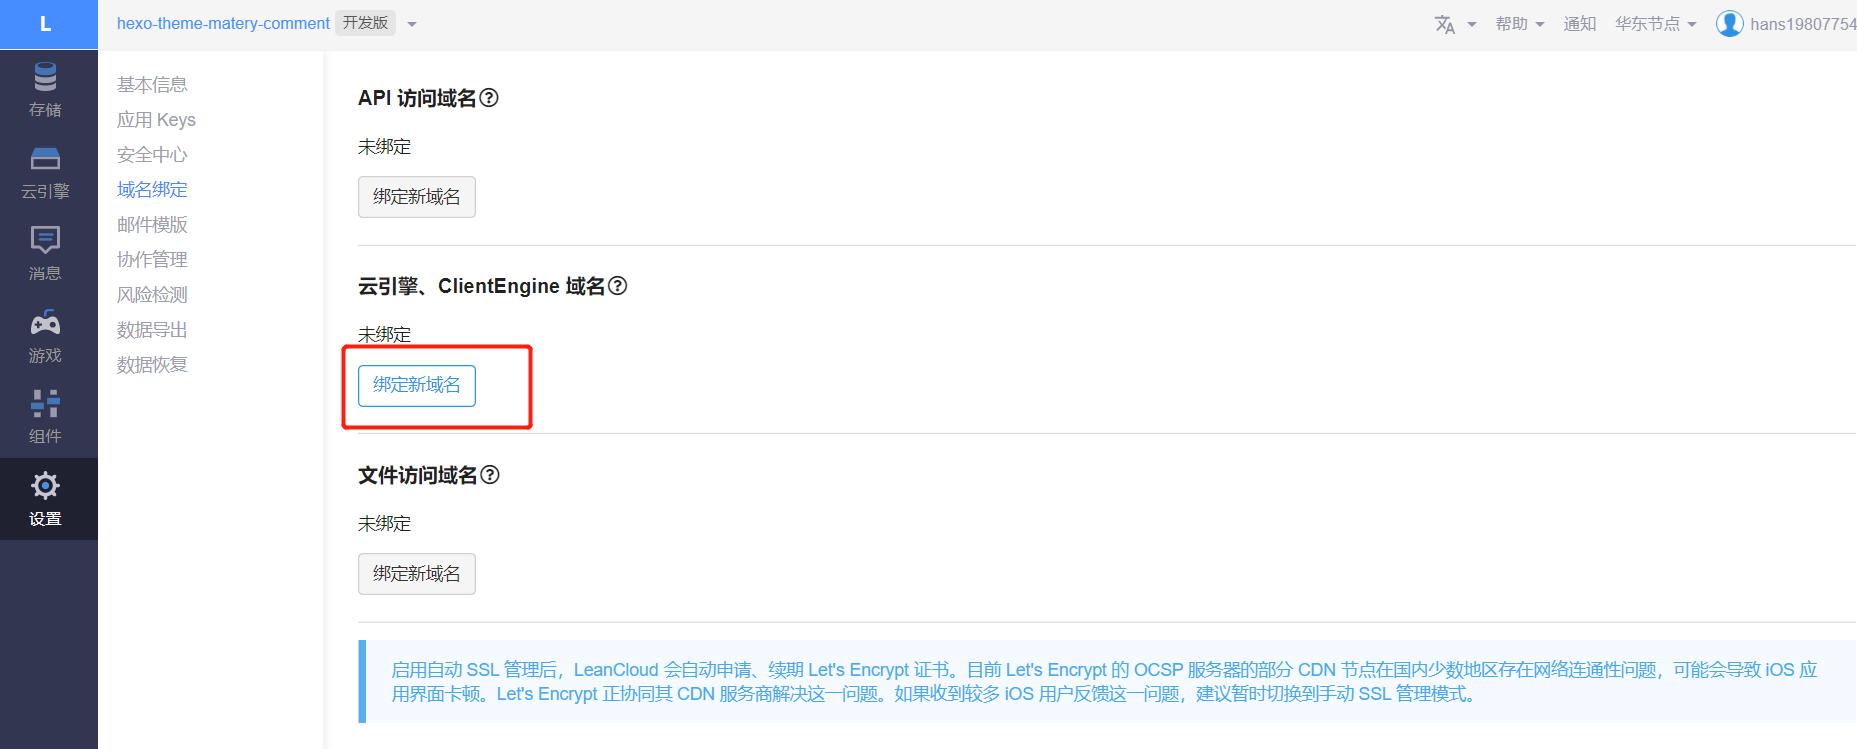 L
hexo-theme-matery-comment 开发版
帮助
通知
华东节点
hans19807754
存储
云引擎
消息
游戏
组件
设置
基本信息
应用 Keys
安全中心
域名绑定
邮件模版
协作管理
风险检测
数据导出
数据恢复
API 访问域名
未绑定
绑定新域名
云引擎、ClientEngine 域名
未绑定
绑定新域名
文件访问域名
未绑定
绑定新域名
启用自动 SSL 管理后，LeanCloud 会自动申请、续期 Let's Encrypt 证书。目前 Let's Encrypt 的 OCSP 服务器的部分 CDN 节点在国内少数地区存在网络连通性问题，可能会导致 iOS 应
用界面卡顿。Let's Encrypt 正协同其 CDN 服务商解决这一问题。如果收到较多 iOS 用户反馈这一问题，建议暂时切换到手动 SSL 管理模式。